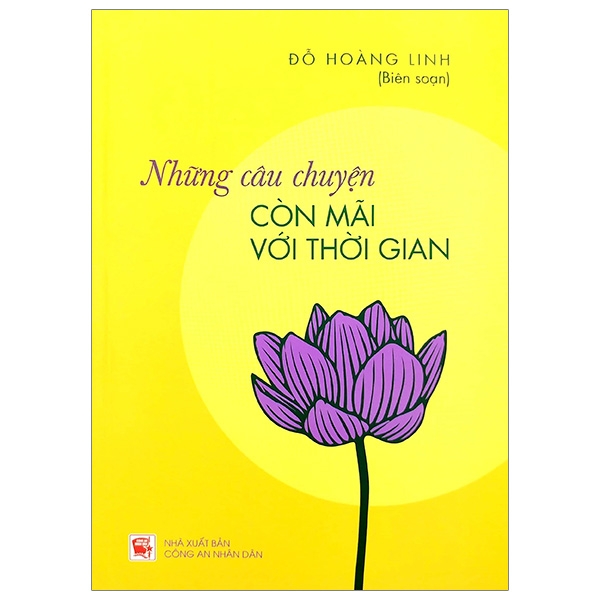 ĐỖ HOÀNG LINH
(Biên soạn)
Những câu chuyện
CÒN MÃI
VỚI THỜI GIAN
NHÀ XUẤT BẢN
CÔNG AN NHÂN DÂN